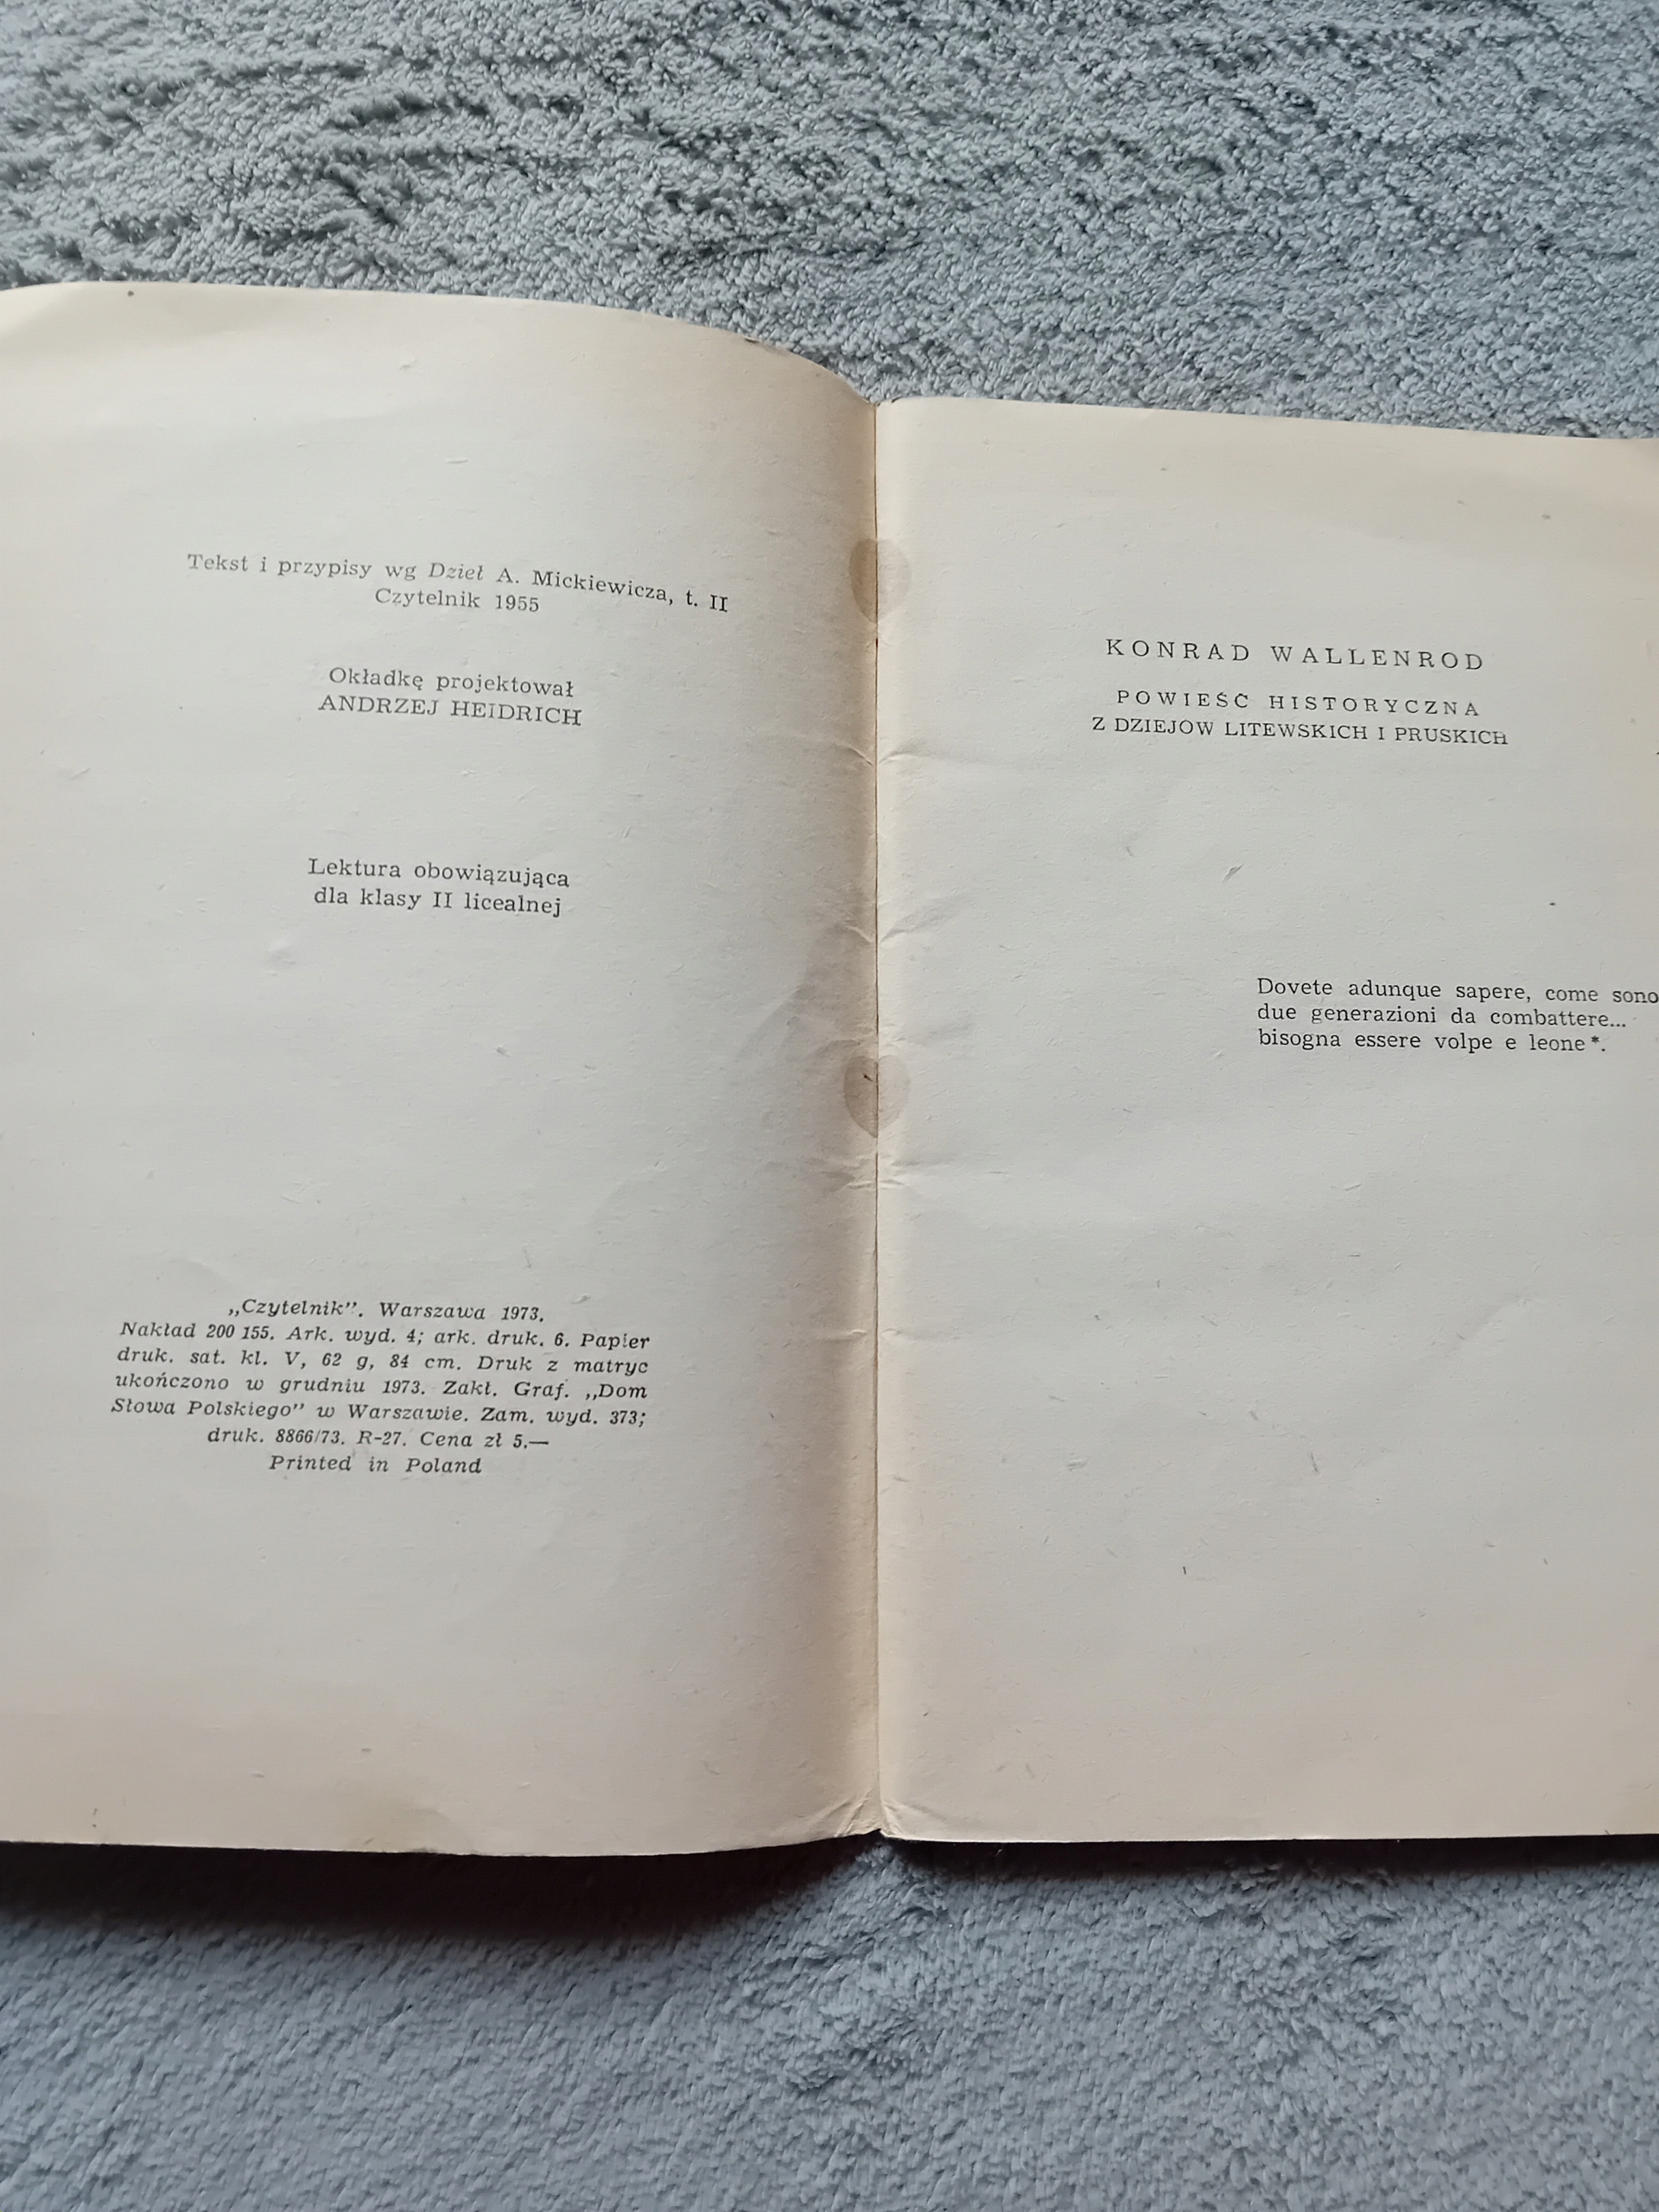 Tekst i przypisy wg Dzieł A. Mickiewicza, t. II
Czytelnik 1955
Okładkę projektował
ANDRZEJ HEIDRICH
Lektura obowiązująca
dla klasy II licealnej
„Czytelnik”. Warszawa 1973.
Nakład 200 155. Ark. wyd. 4; ark. druk. 6. Papier
druk. sat. kl. V, 62 g, 84 cm. Druk z matryc
ukończono w grudniu 1973. Zakł. Graf. „Dom
Słowa Polskiego” w Warszawie. Zam. wyd. 373;
druk. 8866/73. R-27. Cena zł 5.—
Printed in Poland
KONRAD WALLENROD
POWIEŚĆ HISTORYCZNA
Z DZIEJOW LITEWSKICH I PRUSKICH
Dovete adunque sapere, come sono
due generazioni da combattere...
bisogna essere volpe e leone*.